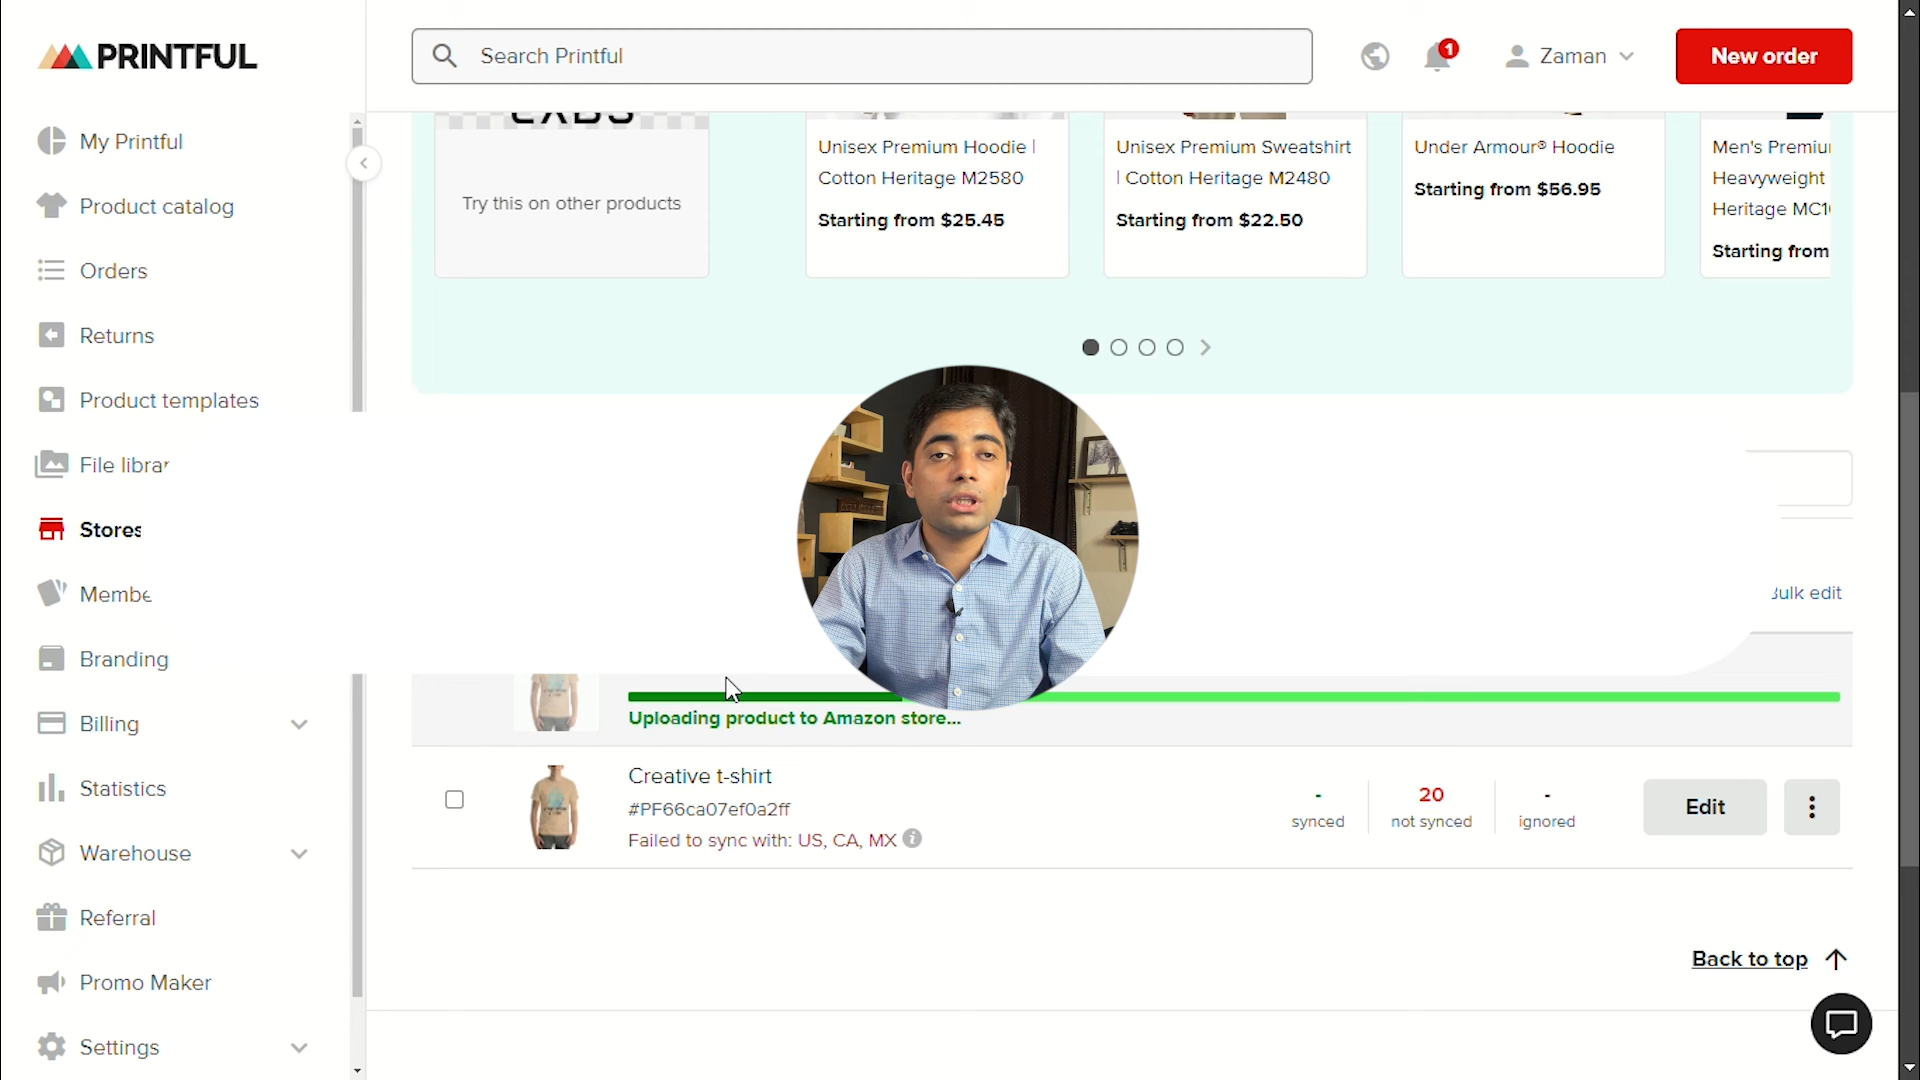 PRINTFUL
Search Printful
1
Zaman
New order
My Printful
Product catalog
Orders
Returns
Product templates
File librar
Stores
Membe
Branding
Billing
Statistics
Warehouse
Referral
Promo Maker
Settings
Try this on other products
Unisex Premium Hoodie |
Cotton Heritage M2580
Starting from $25.45
Unisex Premium Sweatshirt
| Cotton Heritage M2480
Starting from $22.50
Under Armour® Hoodie
Starting from $56.95
Men's Premiu
Heavyweight
Heritage MC1
Starting from
Bulk edit
Uploading product to Amazon store...
Creative t-shirt
#PF66ca07ef0a2ff
Failed to sync with: US, CA, MX
-
synced
20
not synced
-
ignored
Edit
Back to top